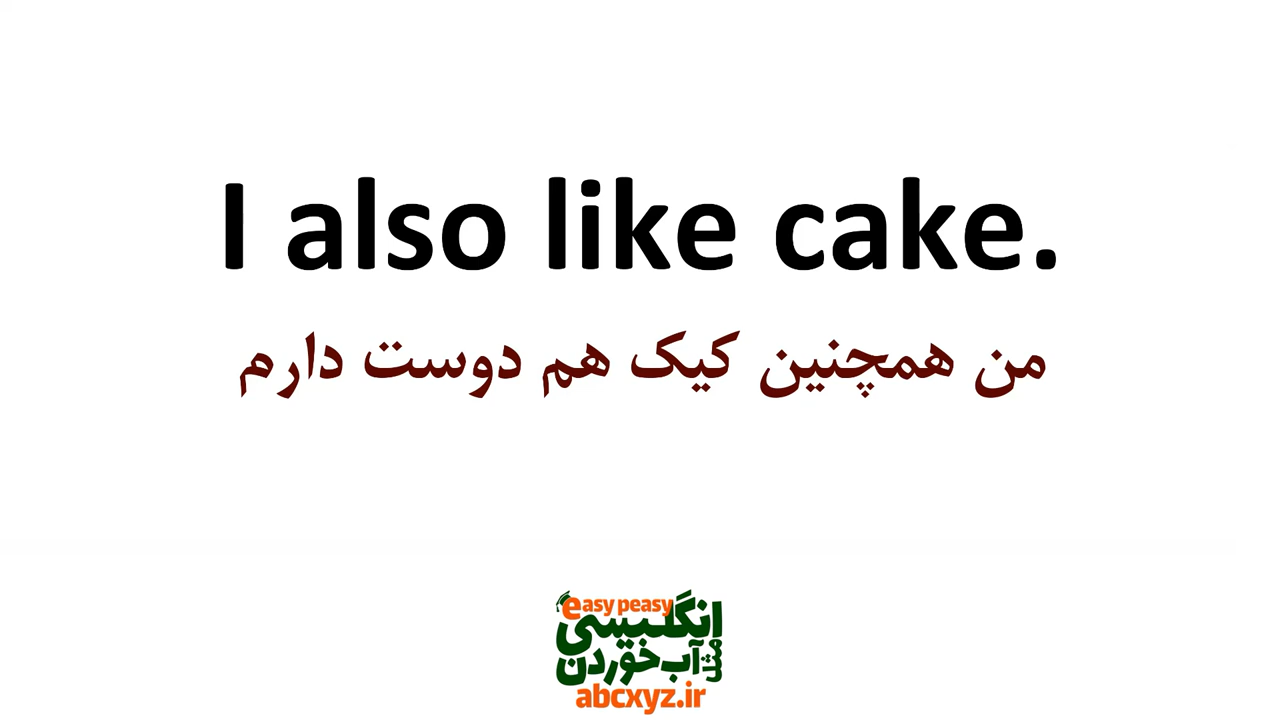 I also like cake.
من همچنین کیک هم دوست دارم
easy peasy
انگلیسی
مثل آب خوردن
abcxyz.ir